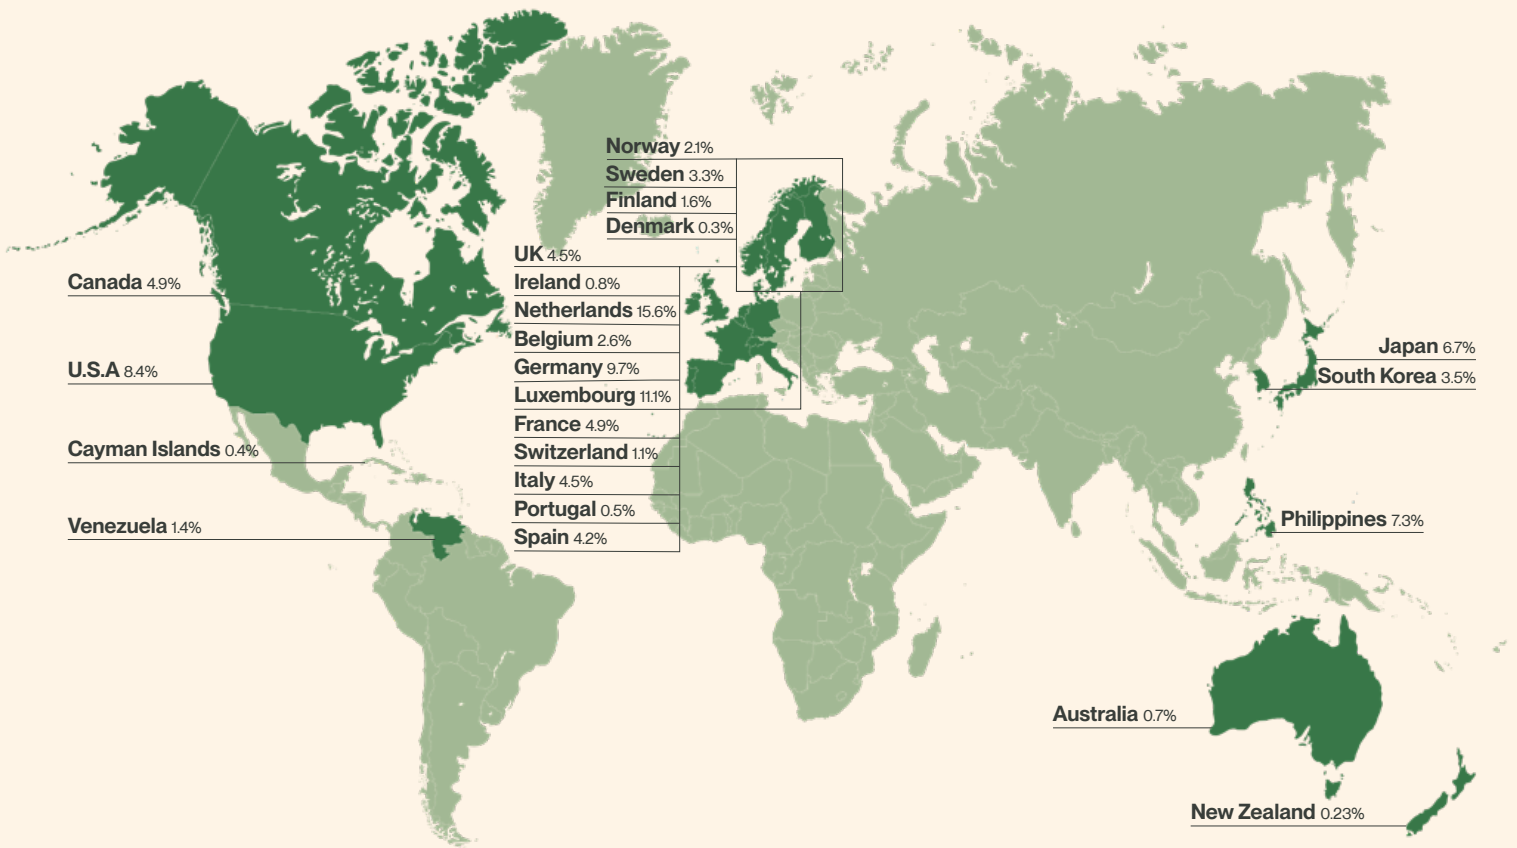 Norway 2.1%
Sweden 3.3%
Finland 1.6%
Denmark 0.3%
UK 4.5%
Ireland 0.8%
Netherlands 15.6%
Belgium 2.6%
Germany 9.7%
Luxembourg 11.1%
France 4.9%
Switzerland 1.1%
Italy 4.5%
Portugal 0.5%
Spain 4.2%
Canada 4.9%
U.S.A 8.4%
Cayman Islands 0.4%
Venezuela 1.4%
Japan 6.7%
South Korea 3.5%
Philippines 7.3%
Australia 0.7%
New Zealand 0.23%